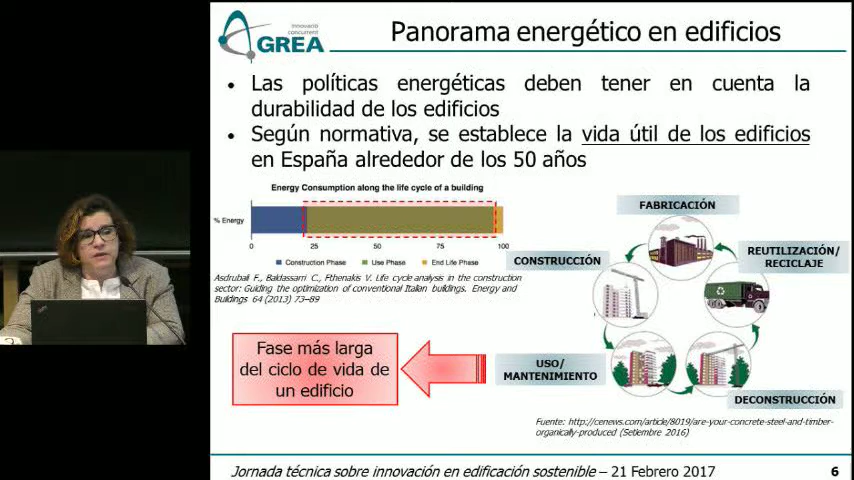 innovació
concurrent
GREA
Panorama energético en edificios
• Las políticas energéticas deben tener en cuenta la
durabilidad de los edificios
• Según normativa, se establece la vida útil de los edificios
en España alrededor de los 50 años
Energy Consumption along the life cycle of a building
% Energy
0 25 50 75 100
Construction Phase Use Phase End Life Phase
Asdrubali F., Baldassarri C., Fthenakis V. Life cycle analysis in the construction
sector: Guiding the optimization of conventional Italian buildings. Energy and
Buildings 64 (2013) 73–89
FABRICACIÓN
REUTILIZACIÓN/
RECICLAJE
CONSTRUCCIÓN
Fase más larga
del ciclo de vida de
un edificio
USO/
MANTENIMIENTO
DECONSTRUCCIÓN
Fuente: http://cenews.com/article/8019/are-your-concrete-steel-and-timber-
organically-produced (Setiembre 2016)
Jornada técnica sobre innovación en edificación sostenible – 21 Febrero 2017
6